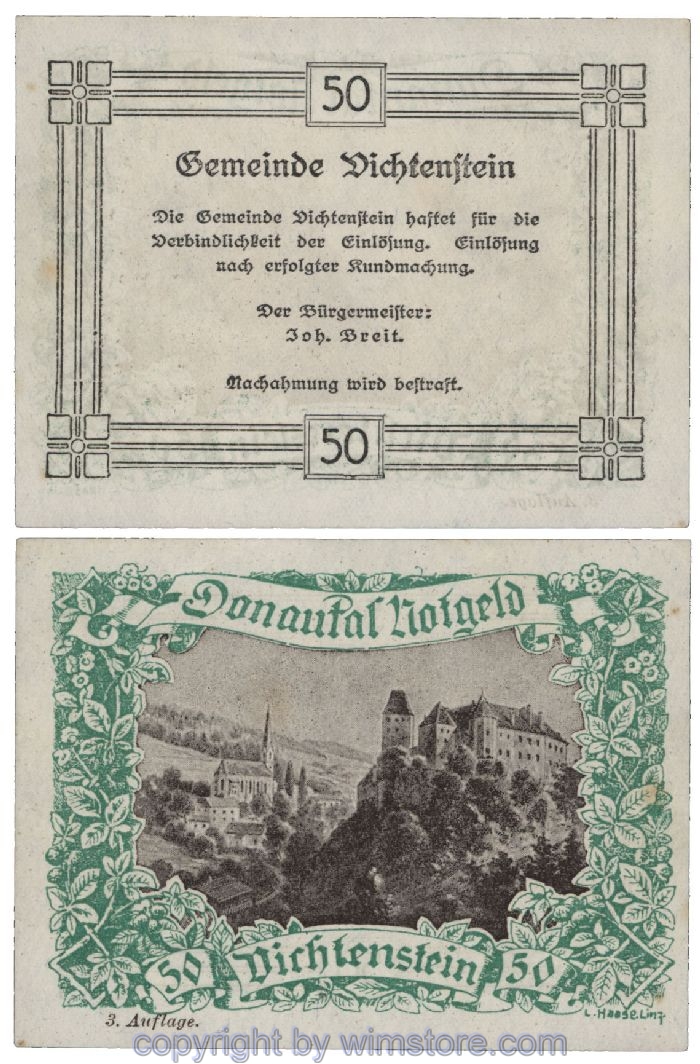 50
Gemeinde Vichtenstein
Die Gemeinde Vichtenstein haftet für die
Verbindlichkeit der Einlösung. Einlösung
nach erfolgter Kundmachung.
Der Bürgermeister:
Joh. Breit.
Nachahmung wird bestraft.
50
Donautal Notgeld
50 Vichtenstein 50
L. Haase. Linz
3. Auflage.
copyright by wimstore.com